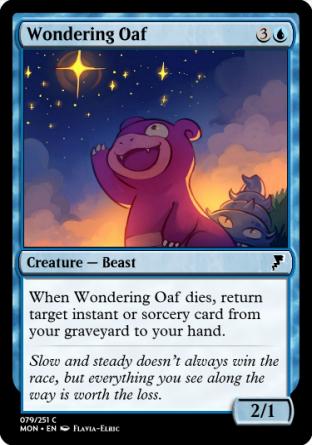 Wondering Oaf 3
Creature — Beast
When Wondering Oaf dies, return
target instant or sorcery card from
your graveyard to your hand.
Slow and steady doesn't always win the
race, but everything you see along the
way is worth the loss.
2/1
079/251 C
MON • EN Flavia-Elric